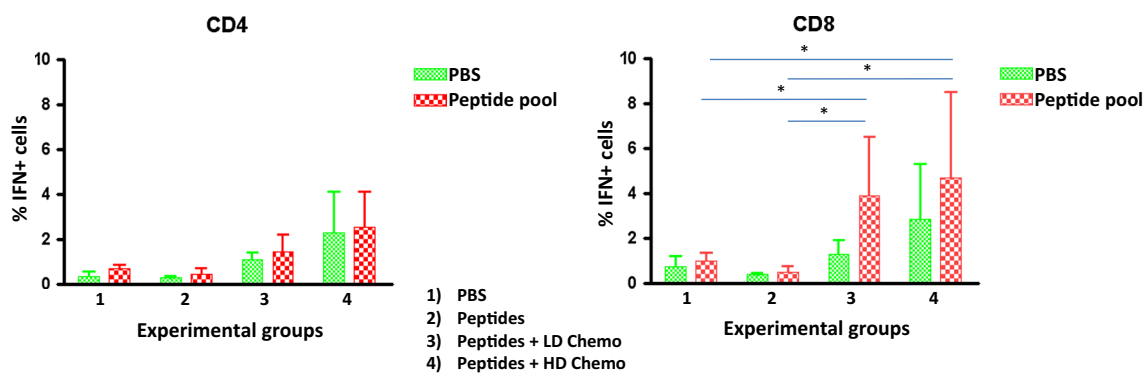 CD4
10
8
6
4
2
0
% IFN+ cells
1 2 3 4
Experimental groups
PBS
Peptide pool
1) PBS
2) Peptides
3) Peptides + LD Chemo
4) Peptides + HD Chemo
CD8
10
8
6
4
2
0
% IFN+ cells
*
*
*
*
1 2 3 4
Experimental groups
PBS
Peptide pool